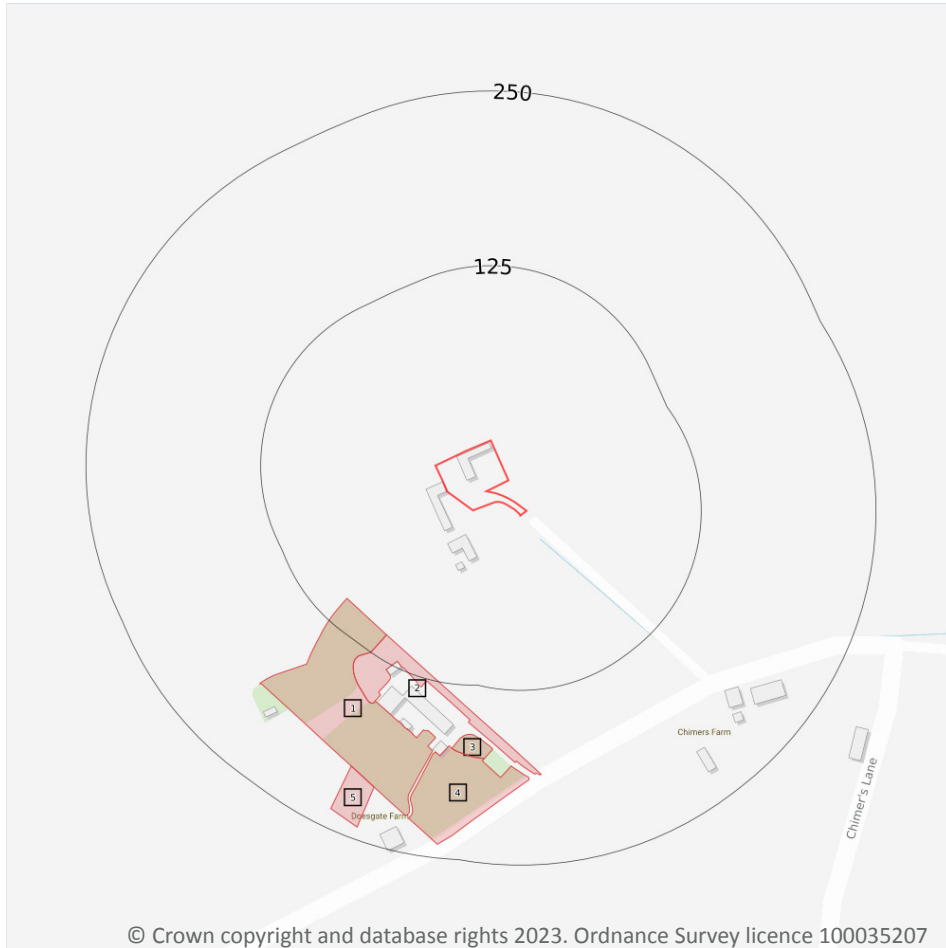 250
125
2
1
3
4
5
Chimers Farm
Doesgate Farm
Chimer's Lane
© Crown copyright and database rights 2023. Ordnance Survey licence 100035207